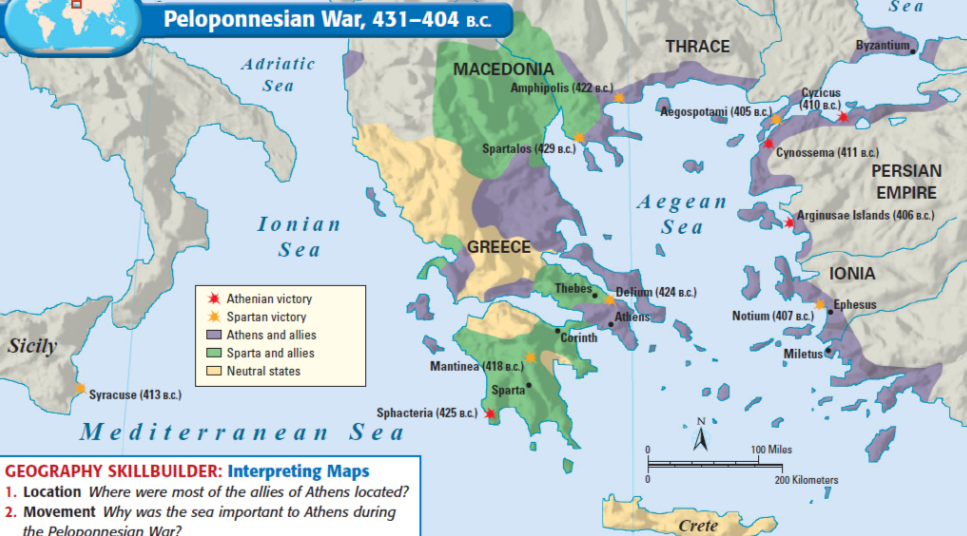 Peloponnesian War, 431–404 B.C.
Sea
Adriatic
Sea
THRACE
Byzantium
MACEDONIA
Amphipolis (422 B.C.)
Cyzicus
(410 B.C.)
Aegospotami (405 B.C.)
Spartalos (429 B.C.)
Cynossema (411 B.C.)
PERSIAN
EMPIRE
Aegean
Sea
Arginusae Islands (406 B.C.)
Ionian
Sea
GREECE
IONIA
Thebes
Delium (424 B.C.)
Ephesus
Notium (407 B.C.)
Athens
Corinth
Miletus
Athenian victory
Spartan victory
Athens and allies
Sparta and allies
Neutral states
Sicily
Mantinea (418 B.C.)
Sparta
Syracuse (413 B.C.)
Sphacteria (425 B.C.)
Mediterranean Sea
N
0 100 Miles
0 200 Kilometers
GEOGRAPHY SKILLBUILDER: Interpreting Maps
1. Location Where were most of the allies of Athens located?
2. Movement Why was the sea important to Athens during
the Peloponnesian War?
Crete